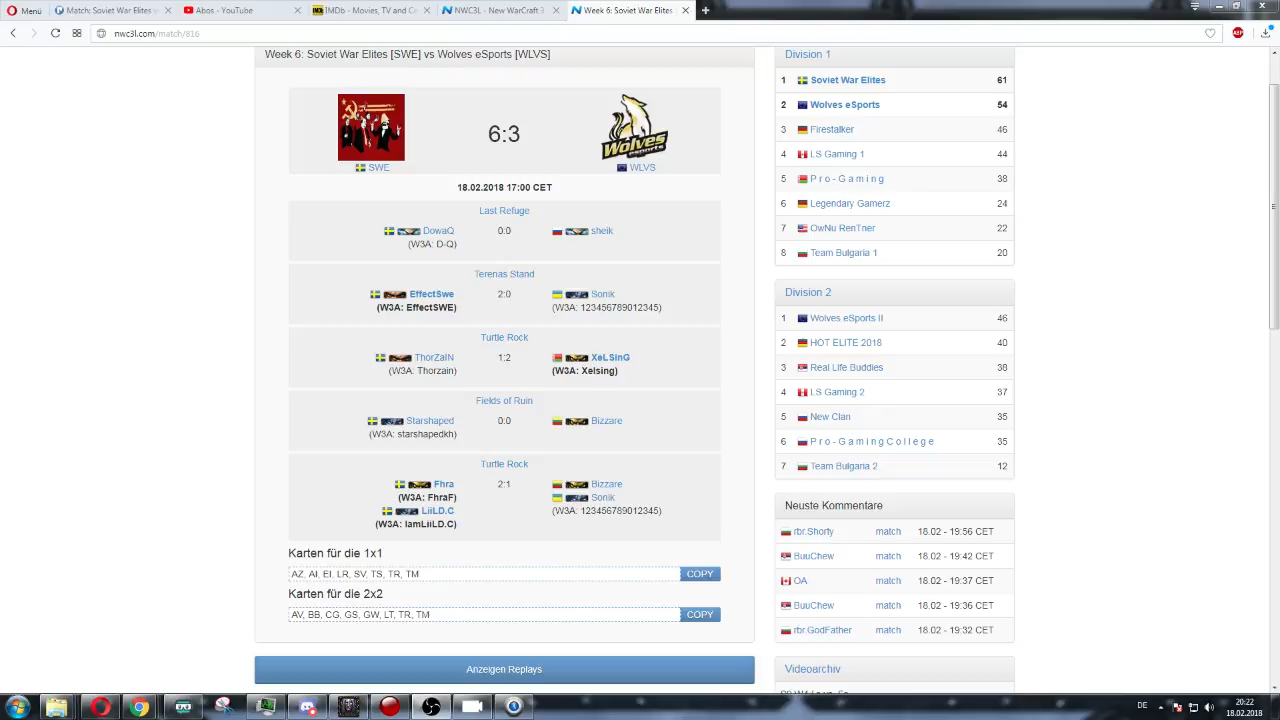 Menü
Match: Soviet War Elites v
Abos - YouTube
IMDb - Movies, TV and Ce
NWC3L - New WarCraft 3
Week 6: Soviet War Elites
nwc3l.com/match/816
ABP
Week 6: Soviet War Elites [SWE] vs Wolves eSports [WLVS]
Wolves
esports
6:3
SWE
WLVS
18.02.2018 17:00 CET
Last Refuge
DowaQ 0:0 sheik
(W3A: D-Q)
Terenas Stand
EffectSwe 2:0 Sonik
(W3A: EffectSWE) (W3A: 123456789012345)
Turtle Rock
ThorZaIN 1:2 XeLSinG
(W3A: Thorzain) (W3A: Xelsing)
Fields of Ruin
Starshaped 0:0 Bizzare
(W3A: starshapedkh)
Turtle Rock
Fhra 2:1 Bizzare
(W3A: FhraF) Sonik
LiiLD.C (W3A: 123456789012345)
(W3A: IamLiiLD.C)
Karten für die 1x1
AZ, AI, EI, LR, SV, TS, TR, TM COPY
Karten für die 2x2
AV, BB, CG, GS, GW, LT, TR, TM COPY
Anzeigen Replays
Division 1
1 Soviet War Elites 61
2 Wolves eSports 54
3 Firestalker 46
4 LS Gaming 1 44
5 P r o - G a m i n g 38
6 Legendary Gamerz 24
7 OwNu RenTner 22
8 Team Bulgaria 1 20
Division 2
1 Wolves eSports II 46
2 HOT ELITE 2018 40
3 Real Life Buddies 38
4 LS Gaming 2 37
5 New Clan 35
6 P r o - G a m i n g C o l l e g e 35
7 Team Bulgaria 2 12
Neuste Kommentare
rbr.Shorty match 18.02 - 19:56 CET
BuuChew match 18.02 - 19:42 CET
OA match 18.02 - 19:37 CET
BuuChew match 18.02 - 19:36 CET
rbr.GodFather match 18.02 - 19:32 CET
Videoarchiv
DE
20:22
18.02.2018